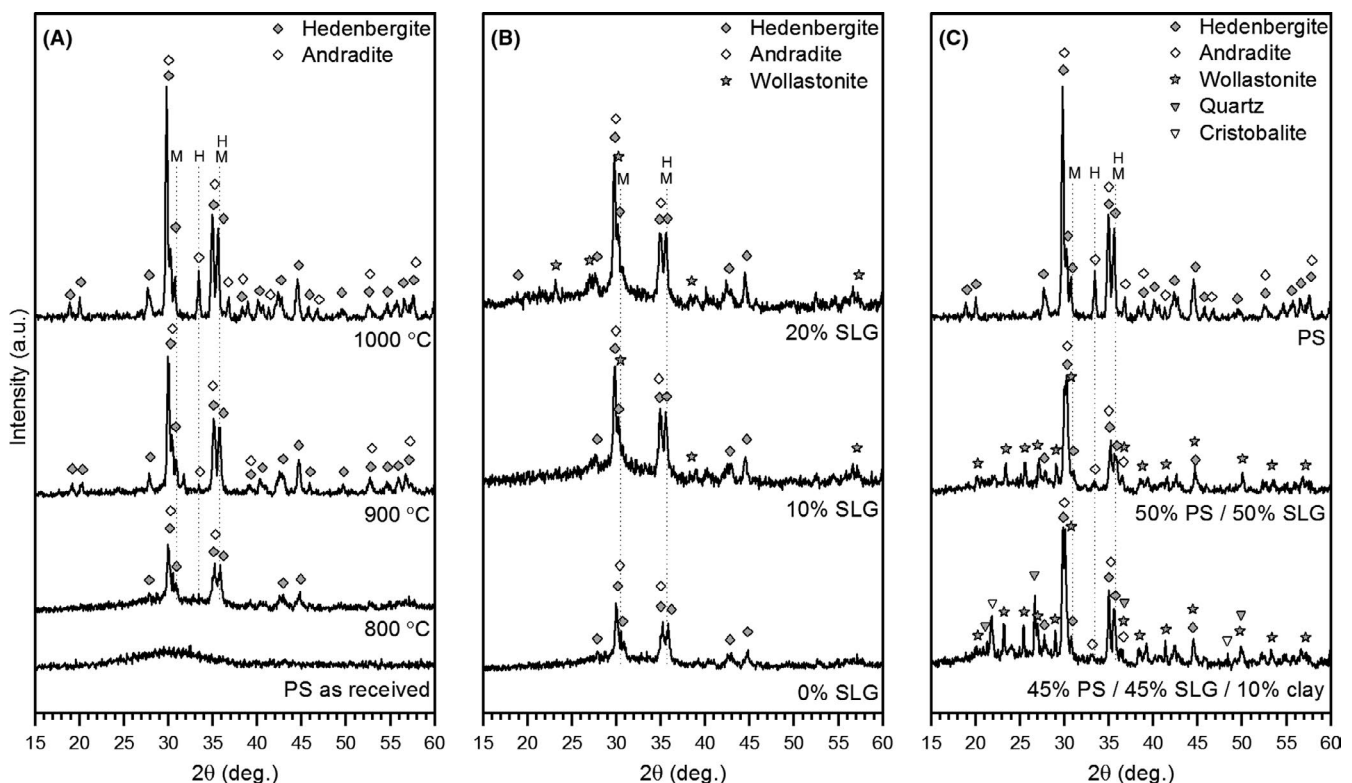 (A)
Hedenbergite
Andradite
M
H
H
M
1000 °C
900 °C
800 °C
PS as received
Intensity (a.u.)
15 20 25 30 35 40 45 50 55 60
2θ (deg.)
(B)
Hedenbergite
Andradite
Wollastonite
M
H
M
20% SLG
10% SLG
0% SLG
15 20 25 30 35 40 45 50 55 60
2θ (deg.)
(C)
Hedenbergite
Andradite
Wollastonite
Quartz
Cristobalite
M
H
H
M
PS
50% PS / 50% SLG
45% PS / 45% SLG / 10% clay
15 20 25 30 35 40 45 50 55 60
2θ (deg.)